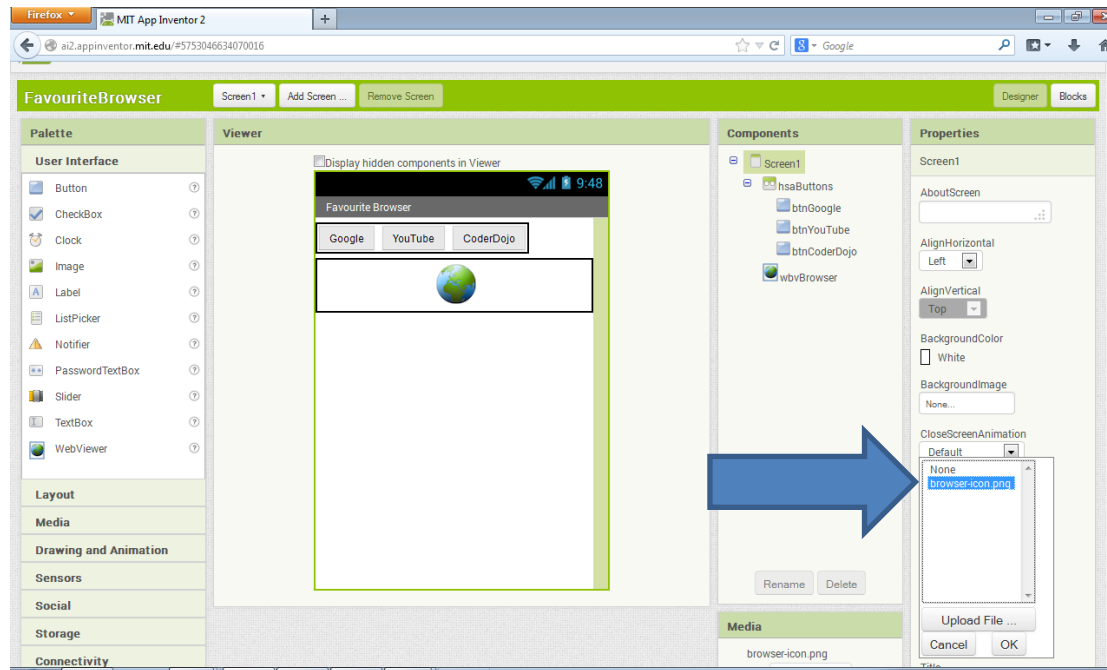 Firefox
MIT App Inventor 2
+
ai2.appinventor.mit.edu/#5753046634070016
Google
FavouriteBrowser
Screen1
Add Screen ...
Remove Screen
Designer
Blocks
Palette
User Interface
Button
CheckBox
Clock
Image
Label
ListPicker
Notifier
PasswordTextBox
Slider
TextBox
WebViewer
Layout
Media
Drawing and Animation
Sensors
Social
Storage
Connectivity
Viewer
Display hidden components in Viewer
9:48
Favourite Browser
Google YouTube CoderDojo
Components
Screen1
hsaButtons
btnGoogle
btnYouTube
btnCoderDojo
wbvBrowser
Rename Delete
Media
browser-icon.png
Properties
Screen1
AboutScreen
AlignHorizontal
Left
AlignVertical
Top
BackgroundColor
White
BackgroundImage
None...
CloseScreenAnimation
Default
None
browser-icon.png
Upload File ...
Cancel OK
Title